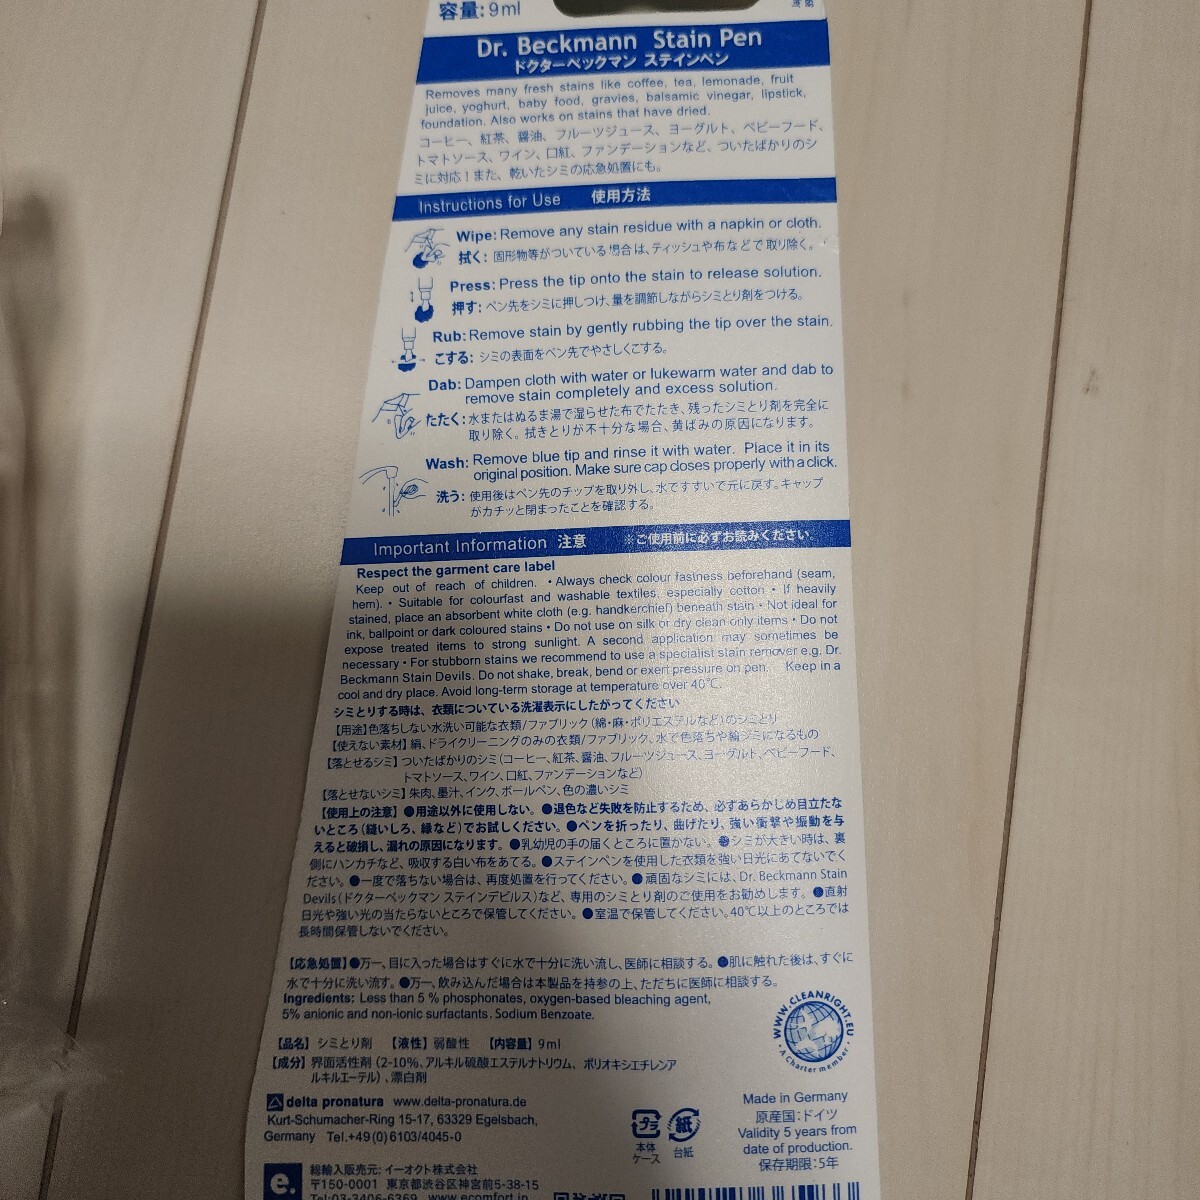 容量:9ml
Dr. Beckmann Stain Pen
ドクターベックマン ステインペン
Removes many fresh stains like coffee, tea, lemonade, fruit
juice, yoghurt, baby food, gravies, balsamic vinegar, lipstick,
foundation. Also works on stains that have dried.
コーヒー、紅茶、醤油、フルーツジュース、ヨーグルト、ベビーフード、
トマトソース、ワイン、口紅、ファンデーションなど、ついたばかりのシ
ミに対応！また、乾いたシミの応急処置にも。
Instructions for Use 使用方法
Wipe: Remove any stain residue with a napkin or cloth.
拭く: 固形物等がついている場合は、ティッシュや布などで取り除く。
Press: Press the tip onto the stain to release solution.
押す: ペン先をシミに押しつけ、量を調節しながらシミとり剤をつける。
Rub: Remove stain by gently rubbing the tip over the stain.
こする: シミの表面をペン先でやさしくこする。
Dab: Dampen cloth with water or lukewarm water and dab to
remove stain completely and excess solution.
たたく: 水またはぬるま湯で湿らせた布でたたき、残ったシミとり剤を完全に
取り除く。拭きとりが不十分な場合、黄ばみの原因になります。
Wash: Remove blue tip and rinse it with water. Place it in its
original position. Make sure cap closes properly with a click.
洗う: 使用後はペン先のチップを取り外し、水ですすいで元に戻す。キャップ
がカチッと閉まったことを確認する。
Important Information 注意 ※ご使用前に必ずお読みください。
Respect the garment care label
Keep out of reach of children. • Always check colour fastness beforehand (seam,
hem). • Suitable for colourfast and washable textiles, especially cotton • If heavily
stained, place an absorbent white cloth (e.g. handkerchief) beneath stain • Not ideal for
ink, ballpoint or dark coloured stains • Do not use on silk or dry clean only items • Do not
expose treated items to strong sunlight. A second application may sometimes be
necessary • For stubborn stains we recommend to use a specialist stain remover e.g. Dr.
Beckmann Stain Devils. Do not shake, break, bend or exert pressure on pen. Keep in a
cool and dry place. Avoid long-term storage at temperature over 40℃.
シミとりする時は、衣類についている洗濯表示にしたがってください
【用途】色落ちしない水洗い可能な衣類/ファブリック（綿・麻・ポリエステルなど）のシミとり
【使えない素材】絹、ドライクリーニングのみの衣類/ファブリック、水で色落ちや輪ジミになるもの
【落とせるシミ】ついたばかりのシミ（コーヒー、紅茶、醤油、フルーツジュース、ヨーグルト、ベビーフード、
トマトソース、ワイン、口紅、ファンデーションなど）
【落とせないシミ】朱肉、墨汁、インク、ボールペン、色の濃いシミ
【使用上の注意】●用途以外に使用しない。●退色など失敗を防止するため、必ずあらかじめ目立たな
いところ（縫いしろ、縁など）でお試しください。●ペンを折ったり、曲げたり、強い衝撃や振動を与
えると破損し、漏れの原因になります。●乳幼児の手の届くところに置かない。●シミが大きい時は、裏
側にハンカチなど、吸収する白い布をあてる。●ステインペンを使用した衣類を強い日光にあてないでく
ださい。●一度で落ちない場合は、再度処置を行ってください。●頑固なシミには、Dr. Beckmann Stain
Devils（ドクターベックマン ステインデビルス）など、専用のシミとり剤のご使用をお勧めします。●直射
日光や強い光の当たらないところで保管してください。●室温で保管してください。40℃以上のところでは
長時間保管しないでください。
【応急処置】●万一、目に入った場合はすぐに水で十分に洗い流し、医師に相談する。●肌に触れた後は、すぐに
水で十分に洗い流す。●万一、飲み込んだ場合は本製品を持参の上、ただちに医師に相談する。
Ingredients: Less than 5 % phosphonates, oxygen-based bleaching agent,
5% anionic and non-ionic surfactants. Sodium Benzoate.
WWW.CLEANRIGHT.EU
• A Charter member •
【品名】シミとり剤 【液性】弱酸性 【内容量】9ml
【成分】界面活性剤（2-10%、アルキル硫酸エステルナトリウム、ポリオキシエチレンア
ルキルエーテル）、漂白剤
delta pronatura www.delta-pronatura.de
Kurt-Schumacher-Ring 15-17, 63329 Egelsbach,
Germany Tel.+49(0)6103/4045-0
プラ
本体
ケース
紙
台紙
Made in Germany
原産国:ドイツ
Validity 5 years from
date of production.
保存期限:5年
e.
総輸入販売元: イーオクト株式会社
〒150-0001 東京都渋谷区神宮前5-38-15
Tel:03-3406-6369 www.ecomfort.jp